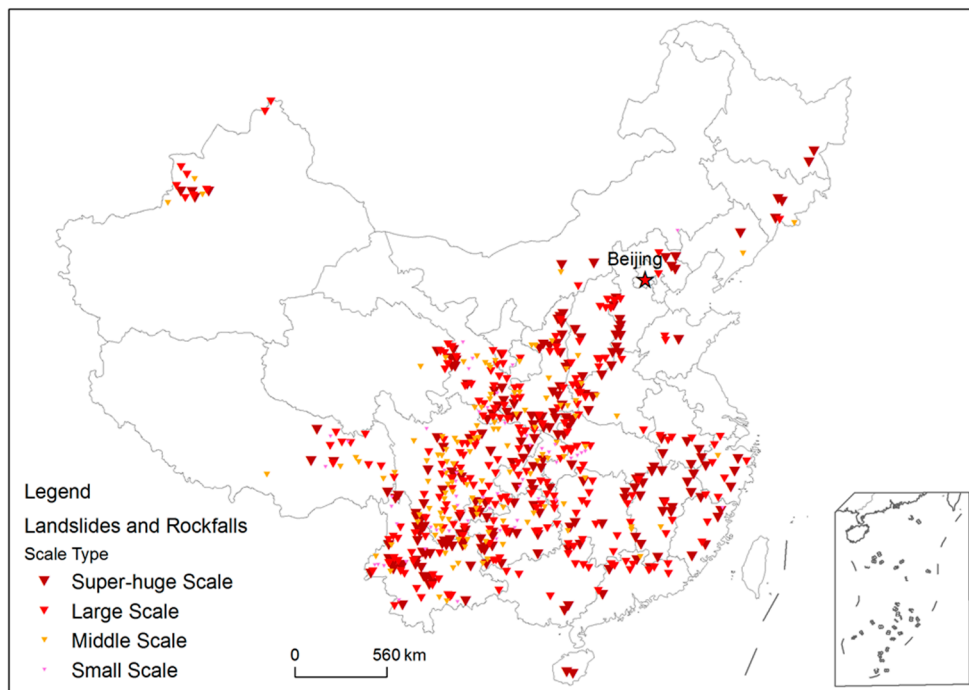 Beijing
Legend
Landslides and Rockfalls
Scale Type
Super-huge Scale
Large Scale
Middle Scale
Small Scale
0 560 km